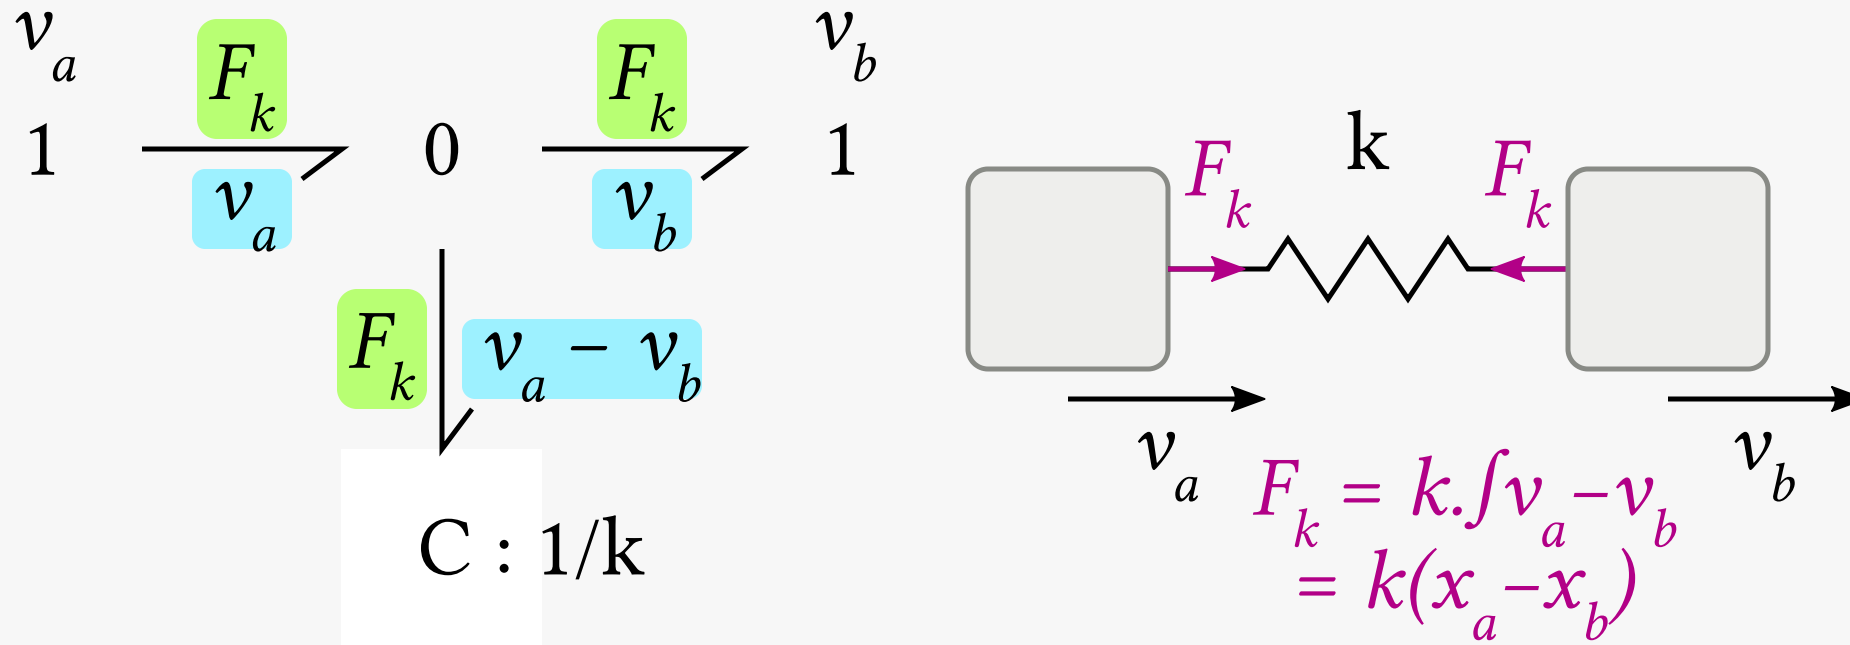 v_a F_k F_k v_b
1 0 1
v_a v_b
F_k v_a – v_b
C : 1/k
k
F_k F_k
v_a v_b
F_k = k.∫v_a–v_b
= k(x_a–x_b)